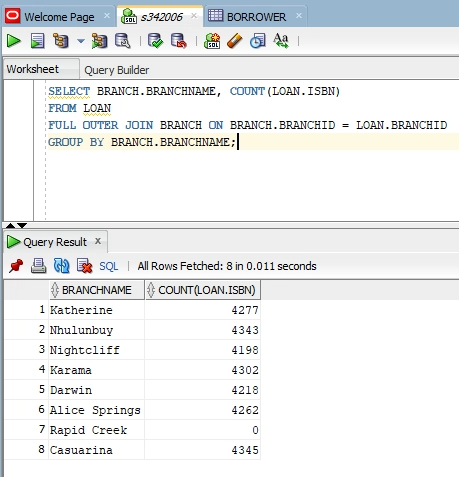 Welcome Page s342006 BORROWER
Worksheet Query Builder
SELECT BRANCH.BRANCHNAME, COUNT(LOAN.ISBN)
FROM LOAN
FULL OUTER JOIN BRANCH ON BRANCH.BRANCHID = LOAN.BRANCHID
GROUP BY BRANCH.BRANCHNAME;
Query Result x
SQL | All Rows Fetched: 8 in 0.011 seconds
BRANCHNAME COUNT(LOAN.ISBN)
1 Katherine 4277
2 Nhulunbuy 4343
3 Nightcliff 4198
4 Karama 4302
5 Darwin 4218
6 Alice Springs 4262
7 Rapid Creek 0
8 Casuarina 4345